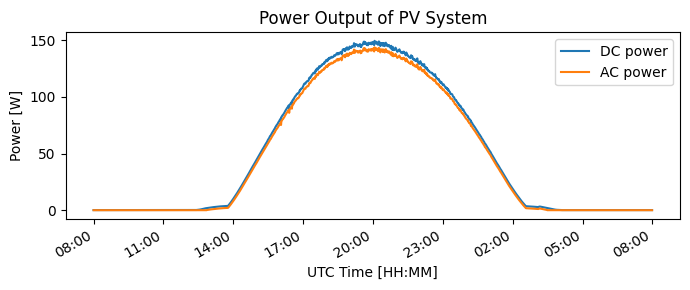 Power Output of PV System
DC power
AC power
Power [W]
150
100
50
0
08:00
11:00
14:00
17:00
20:00
23:00
02:00
05:00
08:00
UTC Time [HH:MM]